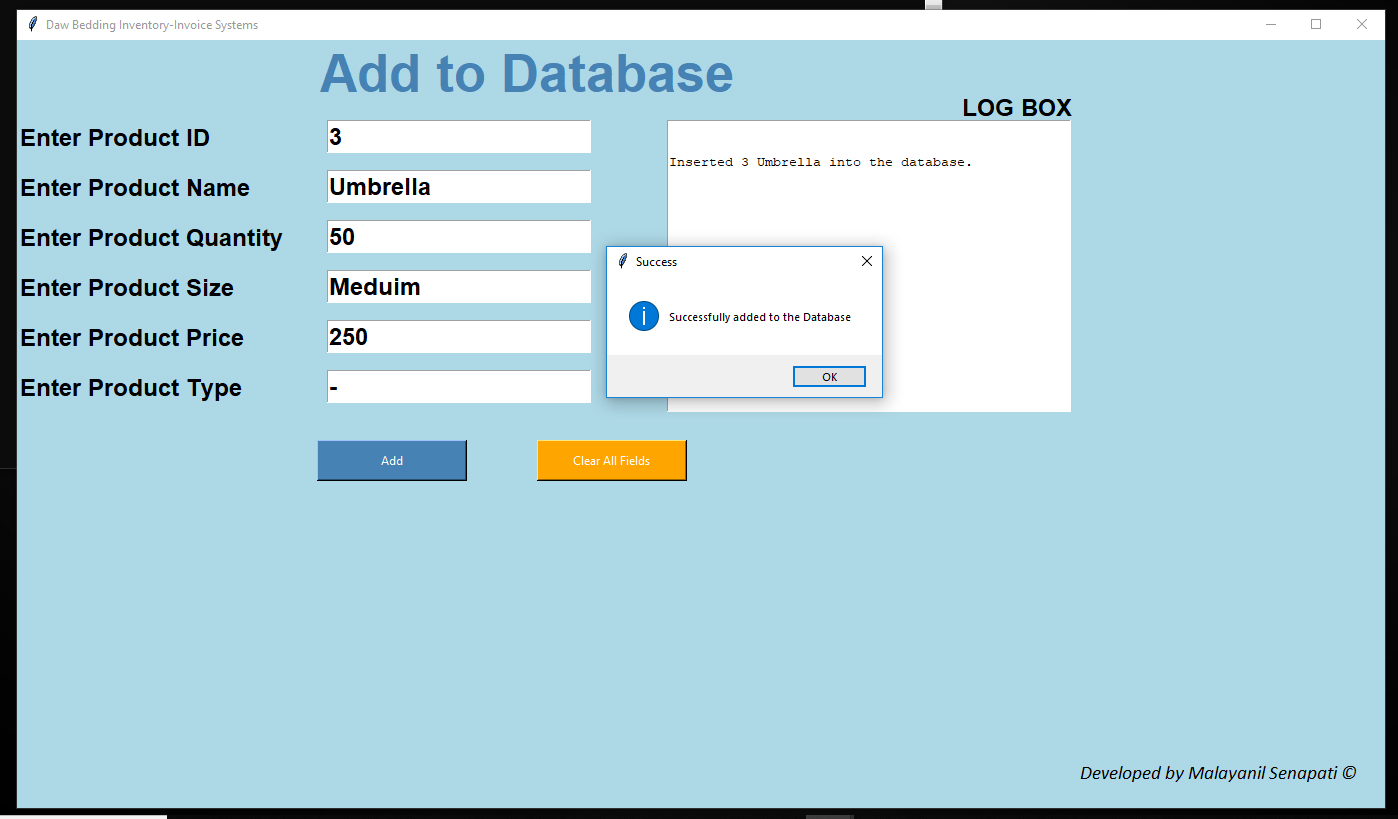 Daw Bedding Inventory-Invoice Systems
Add to Database
LOG BOX
Enter Product ID
3
Inserted 3 Umbrella into the database.
Enter Product Name
Umbrella
Enter Product Quantity
50
Success
Enter Product Size
Meduim
Successfully added to the Database
Enter Product Price
250
OK
Enter Product Type
-
Add
Clear All Fields
Developed by Malayanil Senapati ©